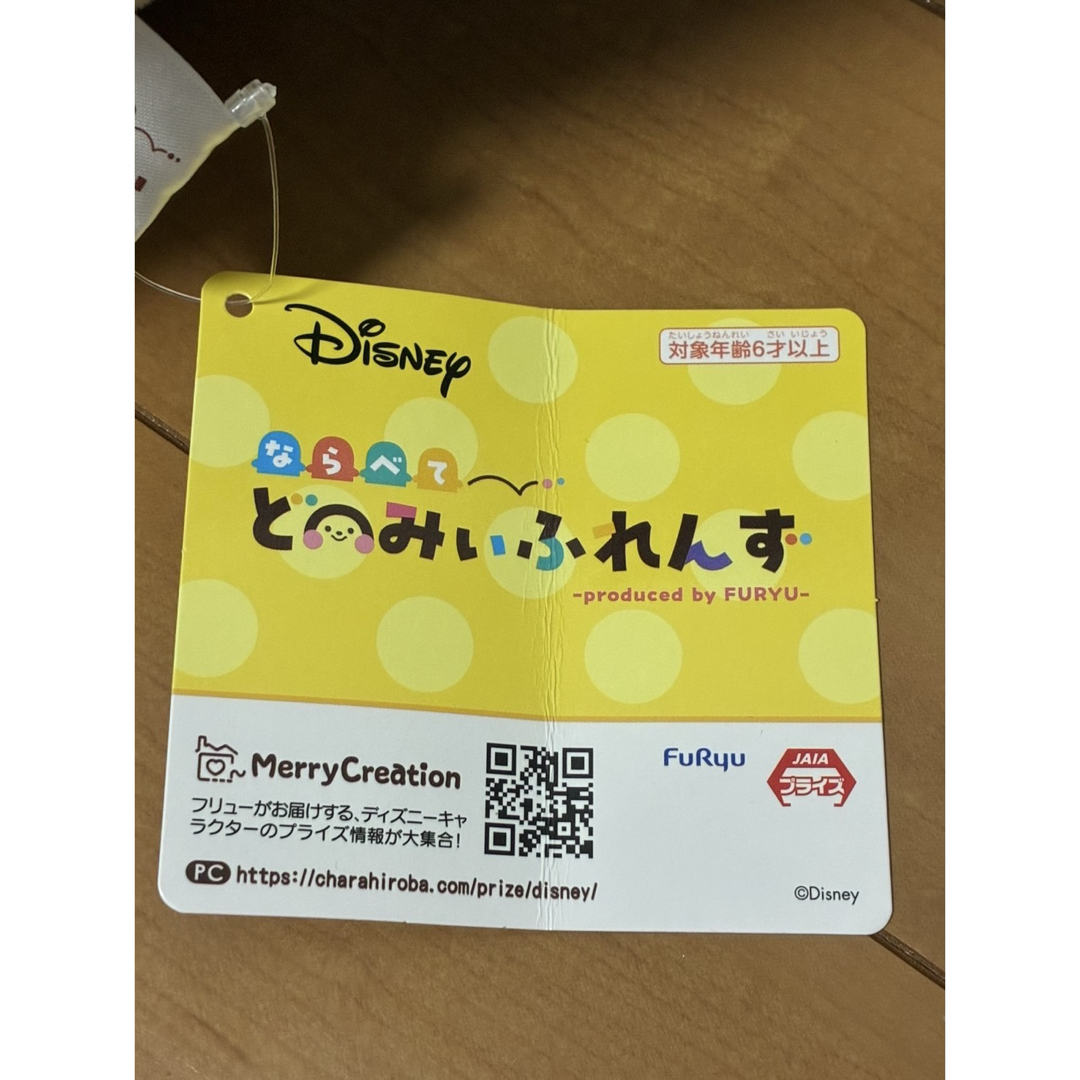 Disney
たいしょうねんれい さい いじょう
対象年齢6才以上
ならべて
どーみぃふれんず
-produced by FURYU-
MerryCreation
フリューがお届けする、ディズニーキャ
ラクターのプライズ情報が大集合!
PC https://charahiroba.com/prize/disney/
FuRyu
JAIA
プライズ
©Disney